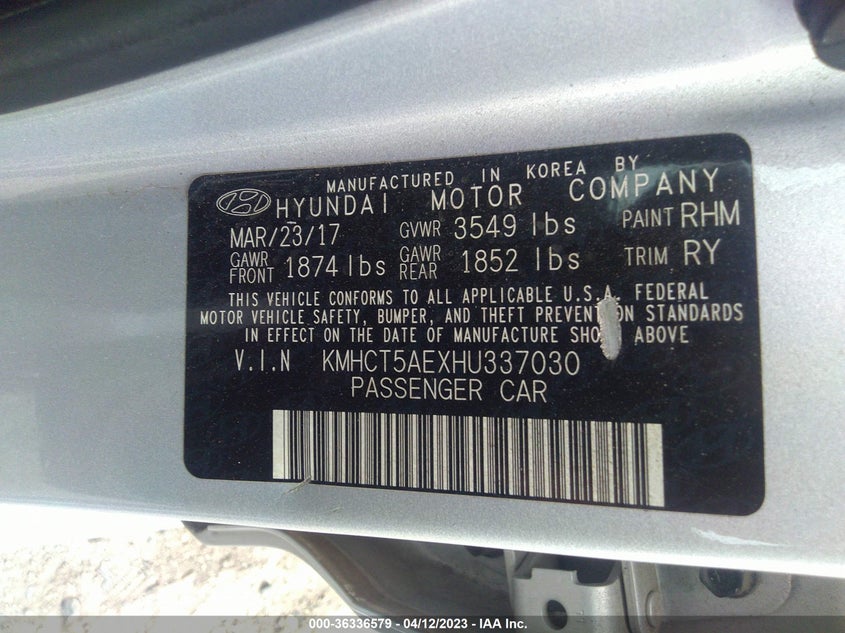 MANUFACTURED IN KOREA BY
HYUNDAI MOTOR COMPANY
MAR/23/17 GVWR 3549 lbs PAINT RHM
GAWR FRONT 1874 lbs GAWR REAR 1852 lbs TRIM RY
THIS VEHICLE CONFORMS TO ALL APPLICABLE U.S.A. FEDERAL
MOTOR VEHICLE SAFETY, BUMPER, AND THEFT PREVENTION STANDARDS
IN EFFECT ON THE DATE OF MANUFACTURE SHO ABOVE
V.I.N KMHCT5AEXHU337030
PASSENGER CAR
000-36336579 - 04/12/2023 - IAA Inc.